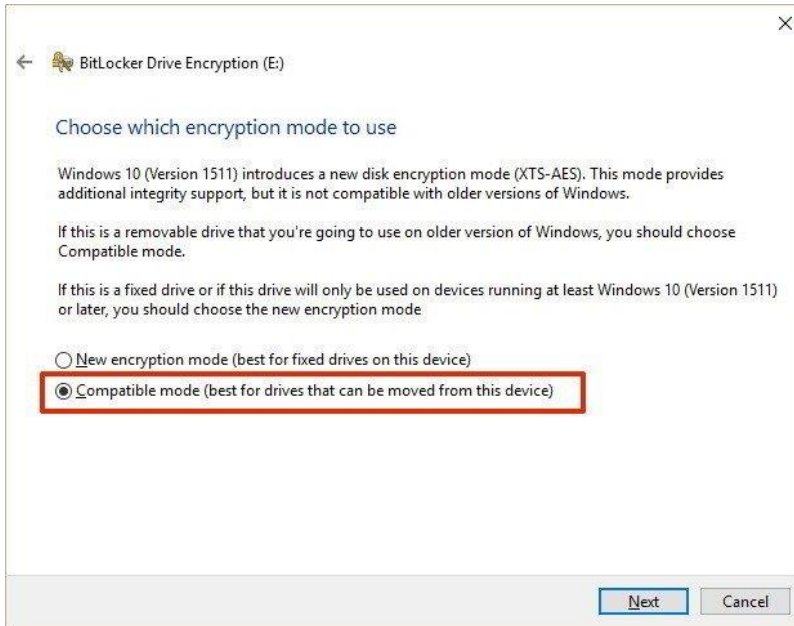 BitLocker Drive Encryption (E:)
Choose which encryption mode to use
Windows 10 (Version 1511) introduces a new disk encryption mode (XTS-AES). This mode provides
additional integrity support, but it is not compatible with older versions of Windows.
If this is a removable drive that you're going to use on older version of Windows, you should choose
Compatible mode.
If this is a fixed drive or if this drive will only be used on devices running at least Windows 10 (Version 1511)
or later, you should choose the new encryption mode
New encryption mode (best for fixed drives on this device)
Compatible mode (best for drives that can be moved from this device)
Next Cancel